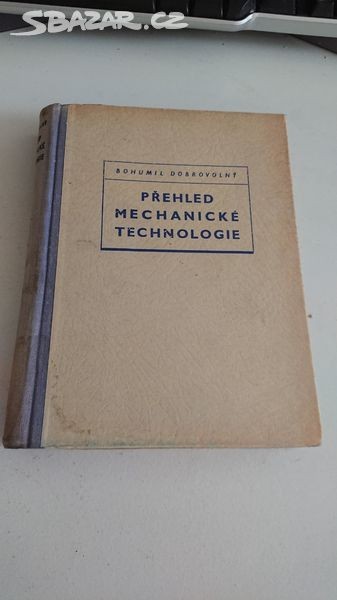 SBAZAR.CZ
BOHUMIL DOBROVOLNÝ
PŘEHLED
MECHANICKÉ
TECHNOLOGIE